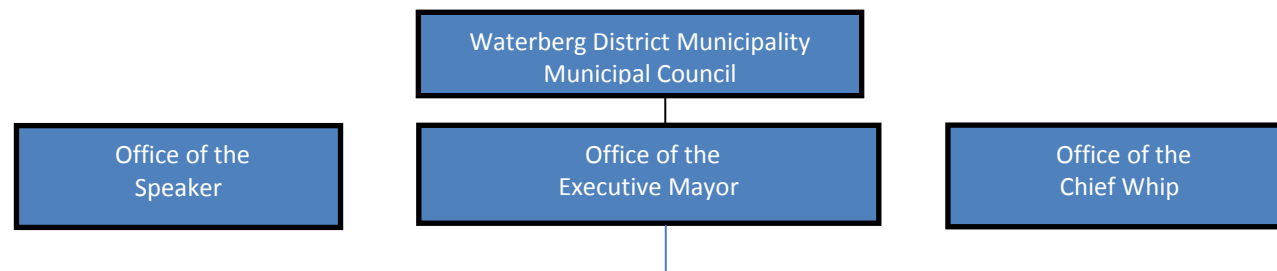 Waterberg District Municipality
Municipal Council
Office of the
Speaker
Office of the
Executive Mayor
Office of the
Chief Whip